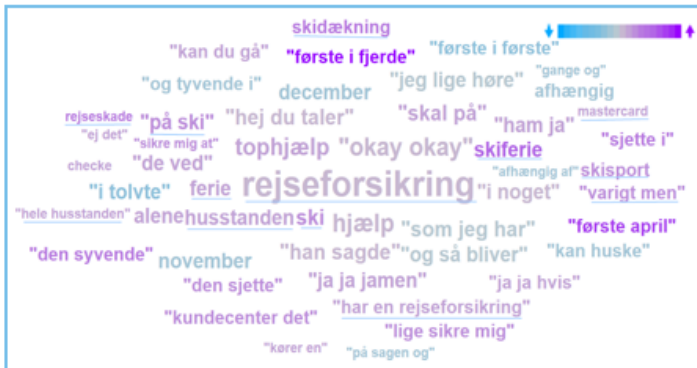 skidækning
"kan du gå" "første i fjerde" "første i første"
"og tyvende i" december "jeg lige høre" "gange og" afhængig
rejseskade "på ski" "hej du taler" "skal på" "ham ja" mastercard
"ej det" "sikre mig at" tophjælp "okay okay" skiferie "sjette i"
checke "de ved" "afhængig af" skisport
"i tolvte" ferie rejseforsikring "i noget" "varigt men"
"hele husstanden" alene husstanden ski hjælp "som jeg har" "første april"
"den syvende" november "han sagde" "og så bliver" "kan huske"
"den sjette" "ja ja jamen" "ja ja hvis"
"kundecenter det" "har en rejseforsikring"
"lige sikre mig"
"kører en" "på sagen og"